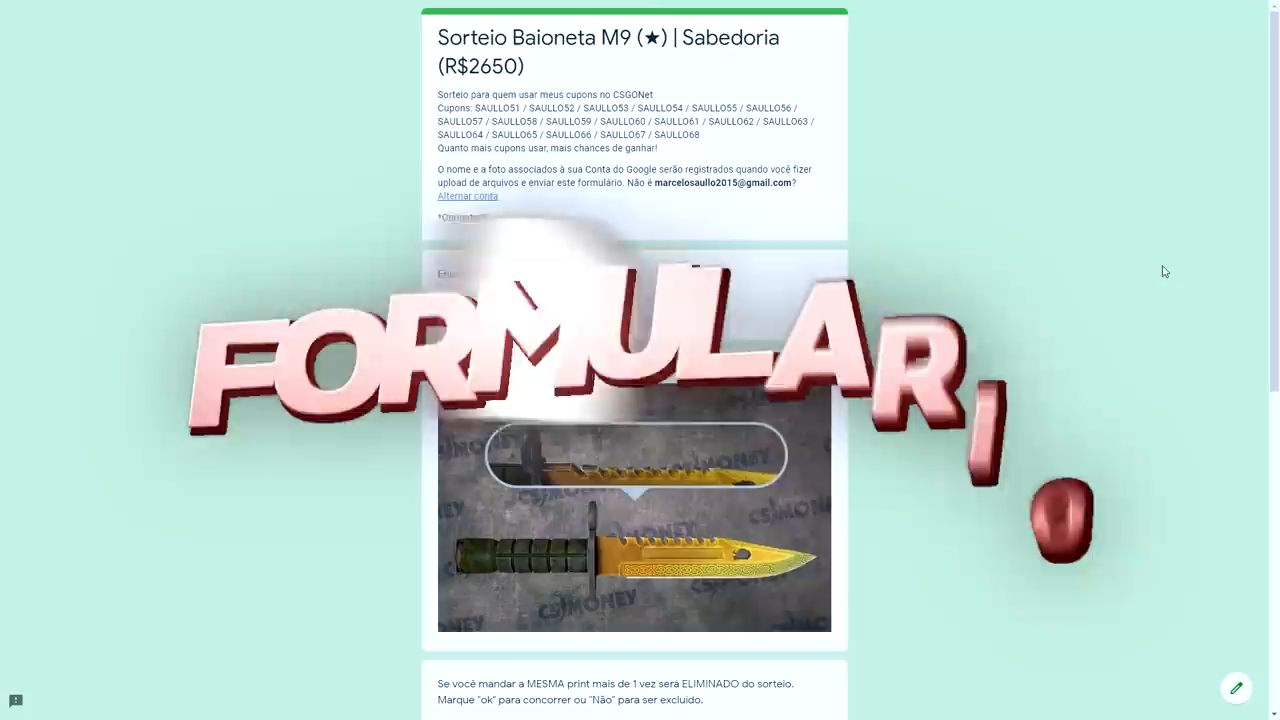 Sorteio Baioneta M9 (★) | Sabedoria
(R$2650)
Sorteio para quem usar meus cupons no CSGONet
Cupons: SAULLO51 / SAULLO52 / SAULLO53 / SAULLO54 / SAULLO55 / SAULLO56 /
SAULLO57 / SAULLO58 / SAULLO59 / SAULLO60 / SAULLO61 / SAULLO62 / SAULLO63 /
SAULLO64 / SAULLO65 / SAULLO66 / SAULLO67 / SAULLO68
Quanto mais cupons usar, mais chances de ganhar!
O nome e a foto associados à sua Conta do Google serão registrados quando você fizer
upload de arquivos e enviar este formulário. Não é marcelosaullo2015@gmail.com?
Alternar conta
FORMULARIO
CS)MONEY
Se você mandar a MESMA print mais de 1 vez será ELIMINADO do sorteio.
Marque "ok" para concorrer ou "Não" para ser excluído.